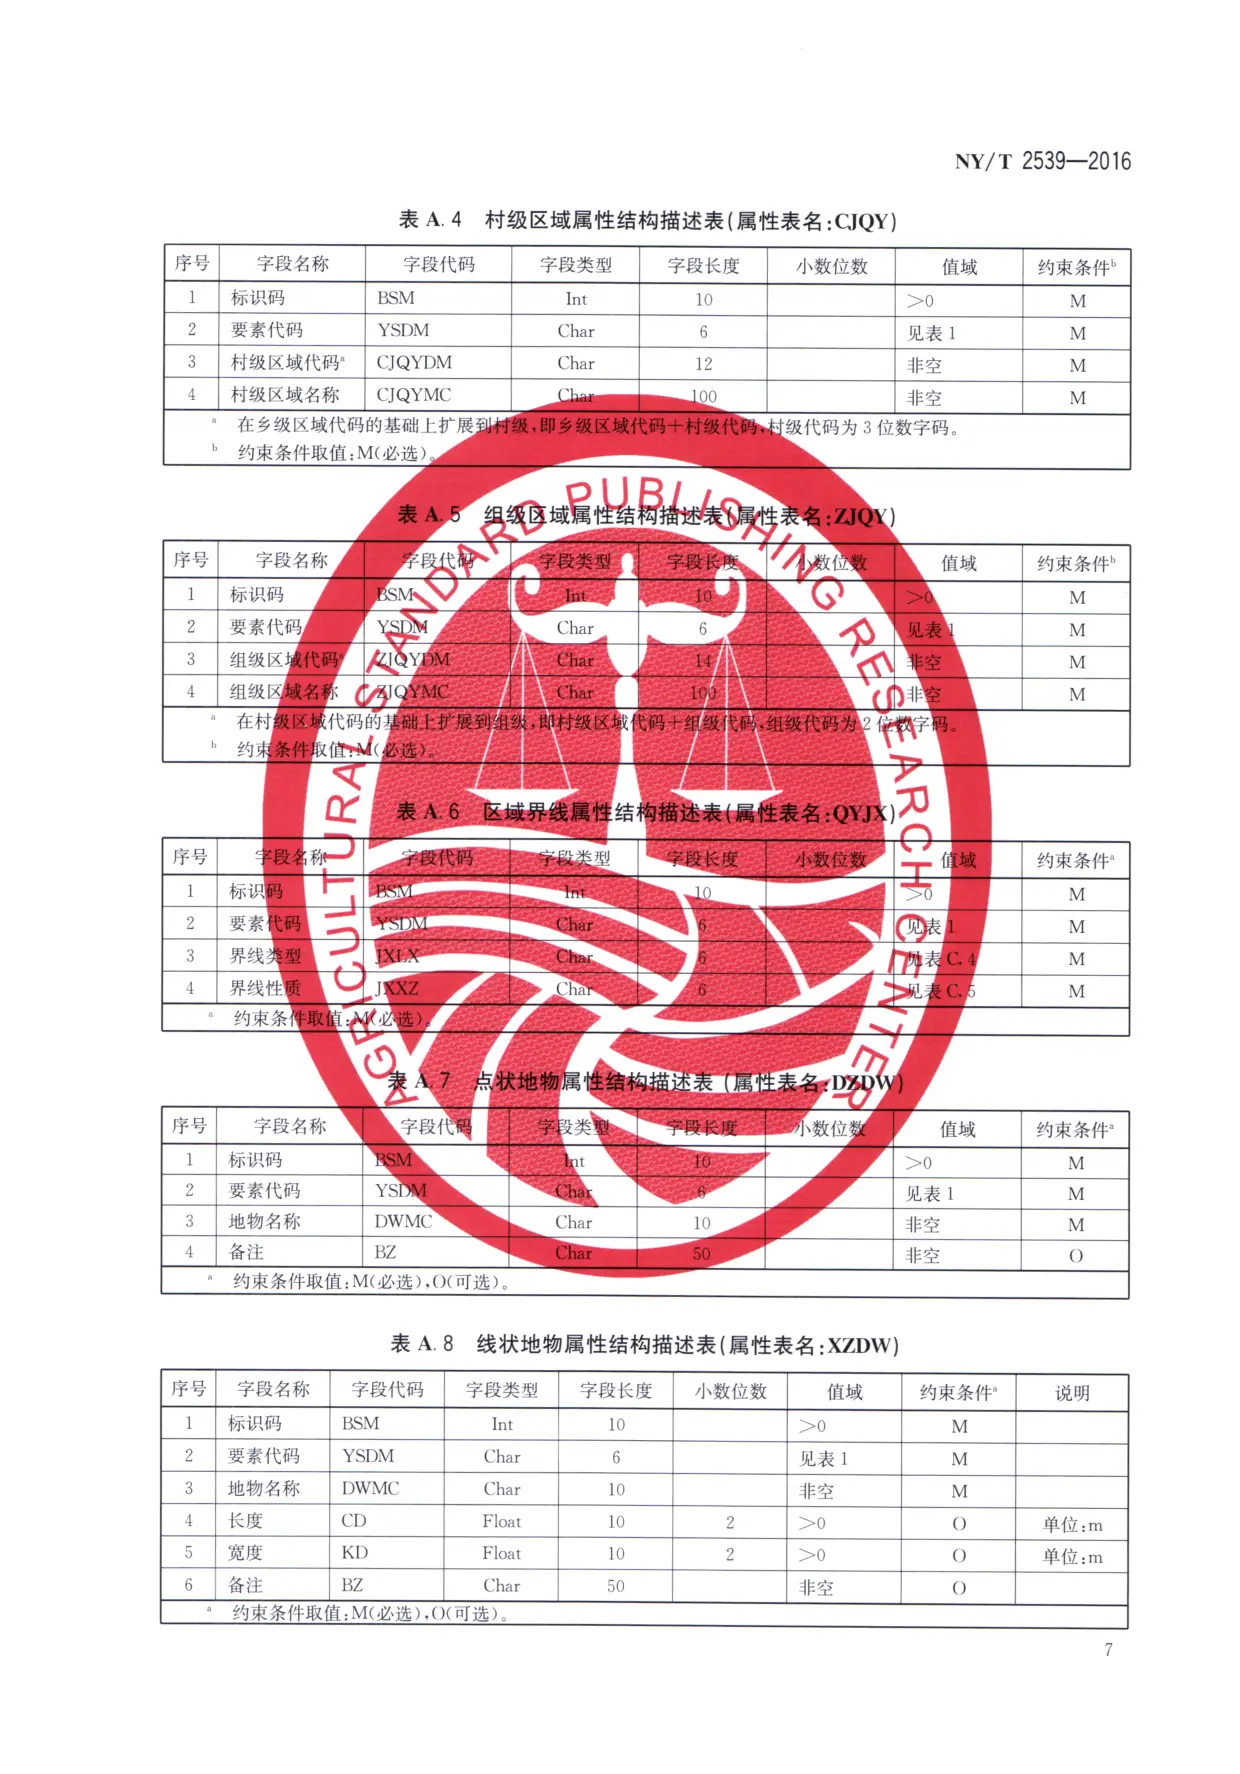 NY/T 2539—2016
表 A.4 村级区域属性结构描述表(属性表名:CJQY)
序号 字段名称 字段代码 字段类型 字段长度 小数位数 值域 约束条件b
1 标识码 BSM Int 10 >0 M
2 要素代码 YSDM Char 6 见表 1 M
3 村级区域代码a CJQYDM Char 12 非空 M
4 村级区域名称 CJQYMC Char 100 非空 M
a 在乡级区域代码的基础上扩展到村级,即乡级区域代码+村级代码,村级代码为 3 位数字码。
b 约束条件取值:M(必选)。
表 A.5 组级区域属性结构描述表(属性表名:ZJQY)
序号 字段名称 字段代码 字段类型 字段长度 小数位数 值域 约束条件b
1 标识码 BSM Int 10 >0 M
2 要素代码 YSDM Char 6 见表 1 M
3 组级区域代码a ZJQYDM Char 14 非空 M
4 组级区域名称 ZJQYMC Char 100 非空 M
a 在村级区域代码的基础上扩展到组级,即村级区域代码+组级代码,组级代码为 2 位数字码。
b 约束条件取值:M(必选)。
表 A.6 区域界线属性结构描述表(属性表名:QYJX)
序号 字段名称 字段代码 字段类型 字段长度 小数位数 值域 约束条件a
1 标识码 BSM Int 10 >0 M
2 要素代码 YSDM Char 6 见表 1 M
3 界线类型 JXLX Char 6 见表 C.4 M
4 界线性质 JXXZ Char 6 见表 C.5 M
a 约束条件取值:M(必选)。
表 A.7 点状地物属性结构描述表 (属性表名:DZDW)
序号 字段名称 字段代码 字段类型 字段长度 小数位数 值域 约束条件a
1 标识码 BSM Int 10 >0 M
2 要素代码 YSDM Char 6 见表 1 M
3 地物名称 DWMC Char 10 非空 M
4 备注 BZ Char 50 非空 O
a 约束条件取值:M(必选),O(可选)。
表 A.8 线状地物属性结构描述表(属性表名:XZDW)
序号 字段名称 字段代码 字段类型 字段长度 小数位数 值域 约束条件a 说明
1 标识码 BSM Int 10 >0 M
2 要素代码 YSDM Char 6 见表 1 M
3 地物名称 DWMC Char 10 非空 M
4 长度 CD Float 10 2 >0 O 单位:m
5 宽度 KD Float 10 2 >0 O 单位:m
6 备注 BZ Char 50 非空 O
a 约束条件取值:M(必选),O(可选)。
7
AGRICULTURAL STANDARD PUBLISHING RESEARCH CENTER